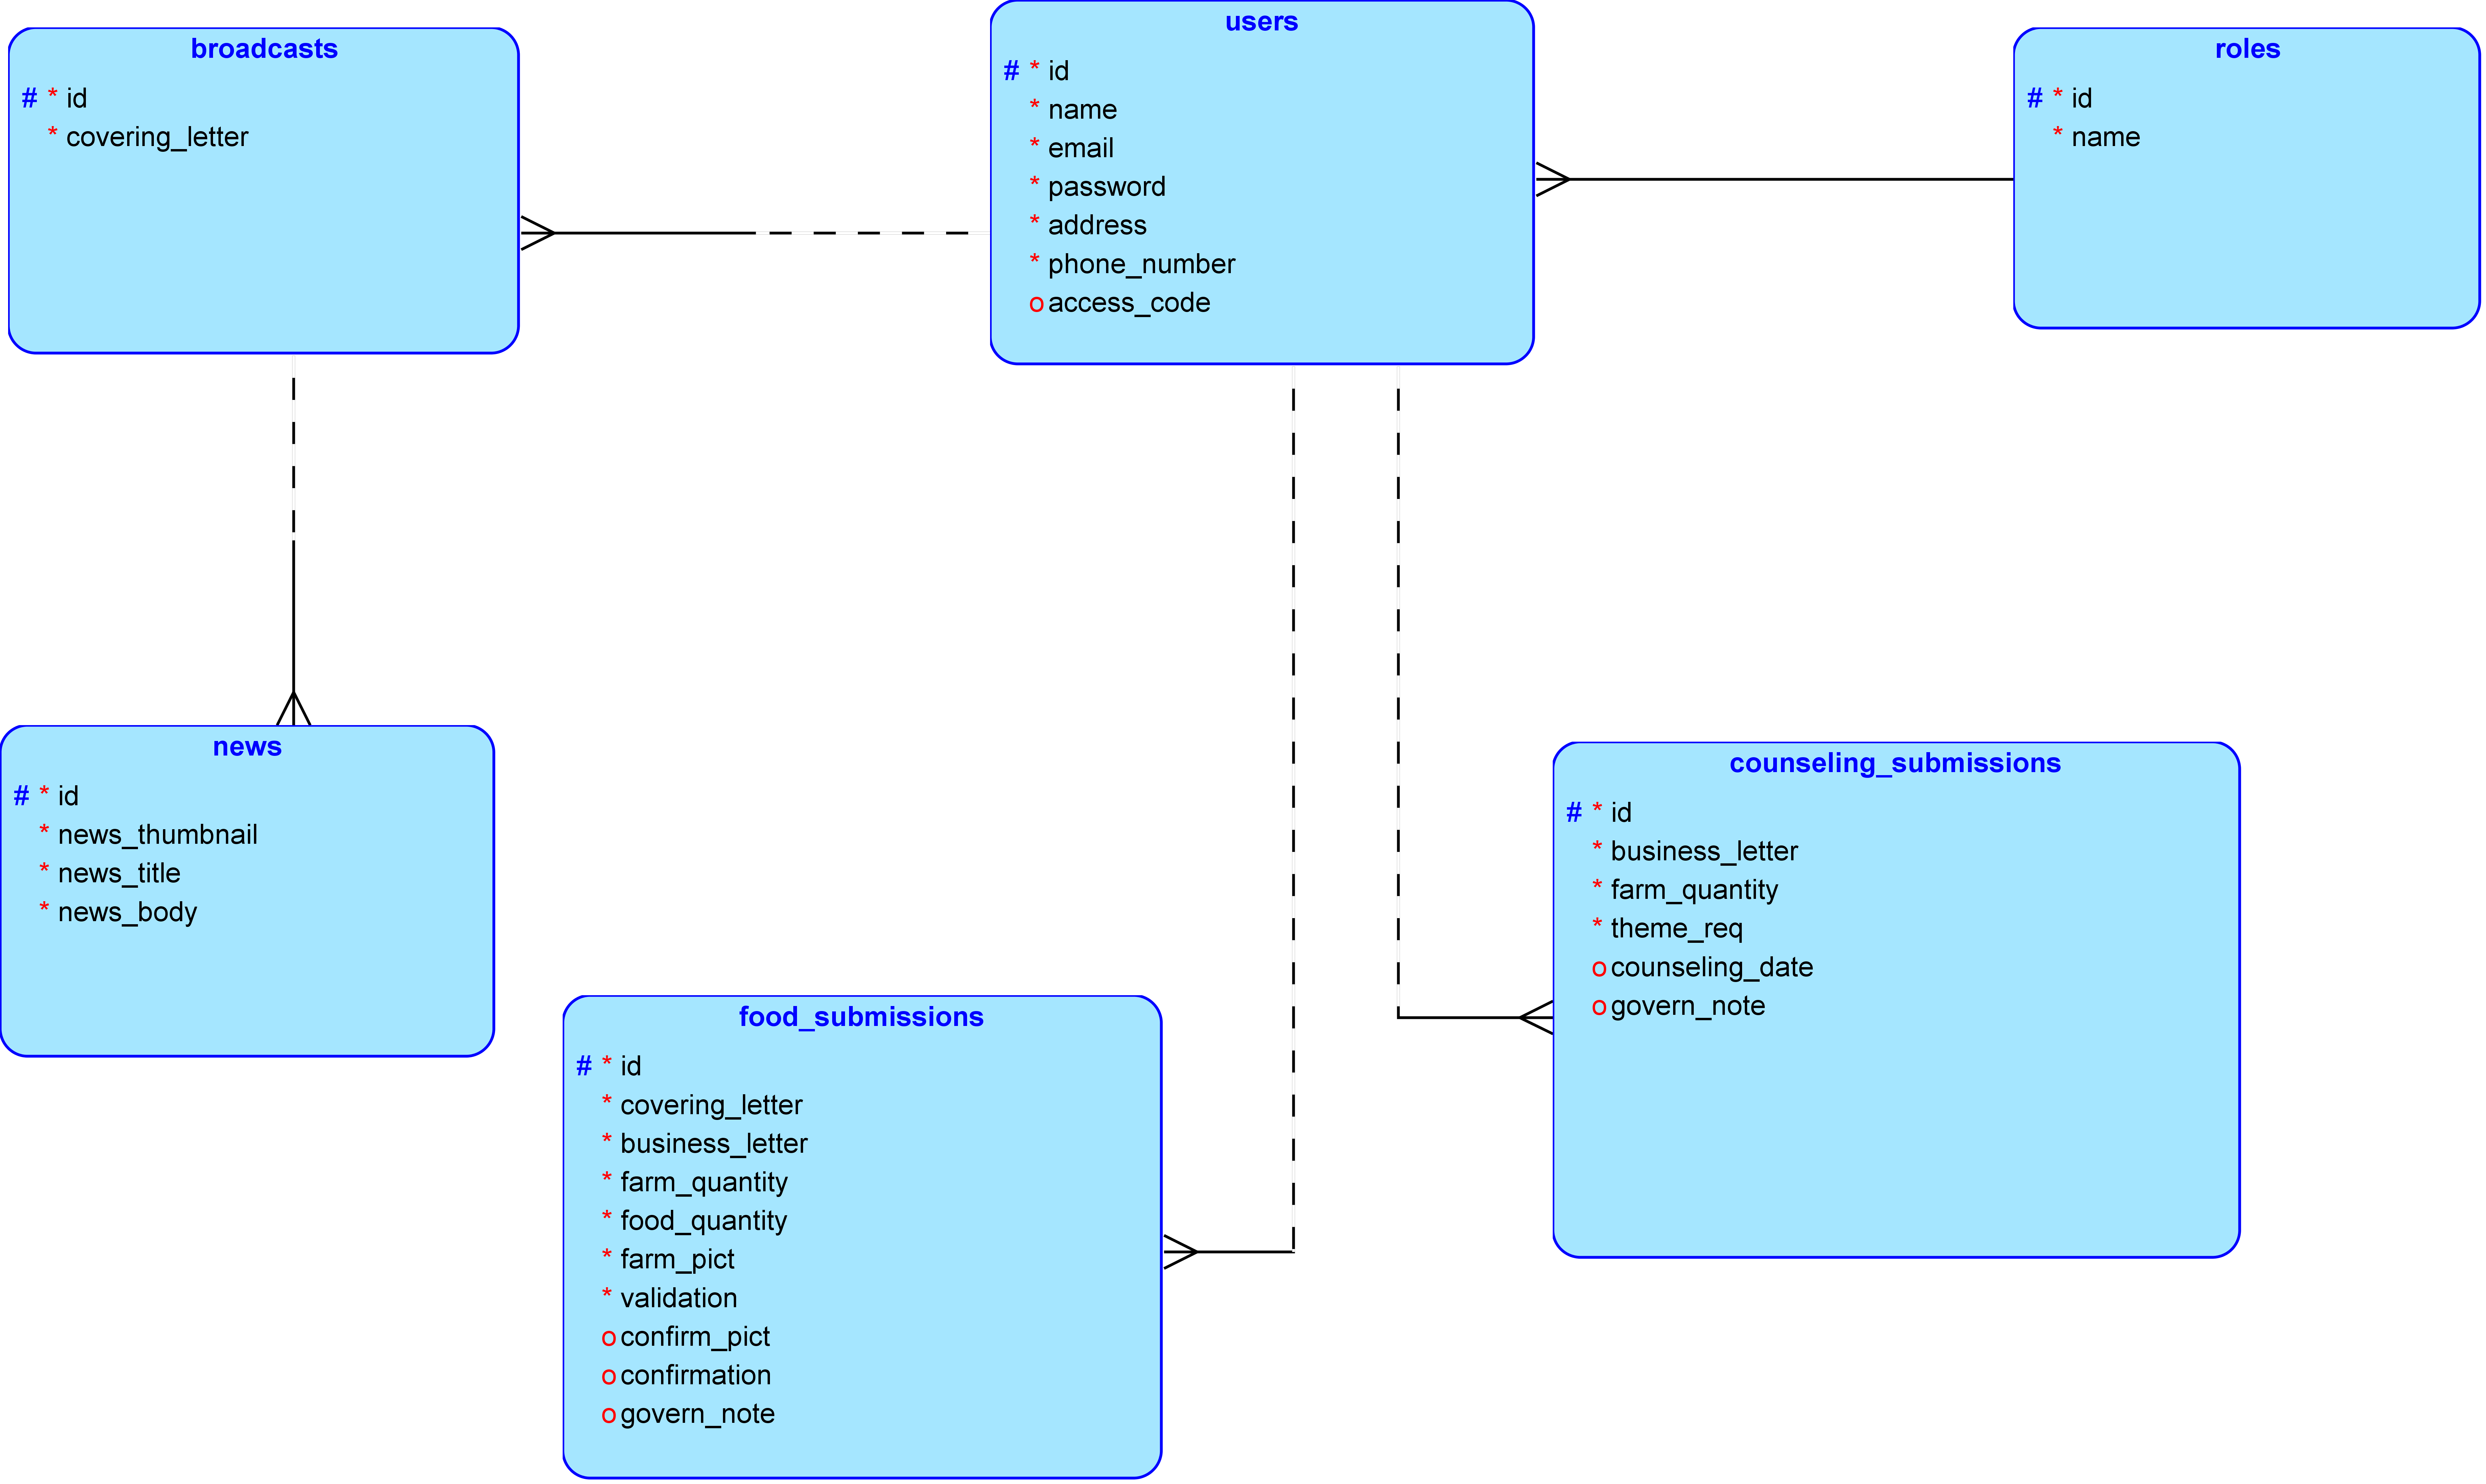 broadcasts
# * id
* covering_letter
users
# * id
* name
* email
* password
* address
* phone_number
o access_code
roles
# * id
* name
news
# * id
* news_thumbnail
* news_title
* news_body
counseling_submissions
# * id
* business_letter
* farm_quantity
* theme_req
o counseling_date
o govern_note
food_submissions
# * id
* covering_letter
* business_letter
* farm_quantity
* food_quantity
* farm_pict
* validation
o confirm_pict
o confirmation
o govern_note